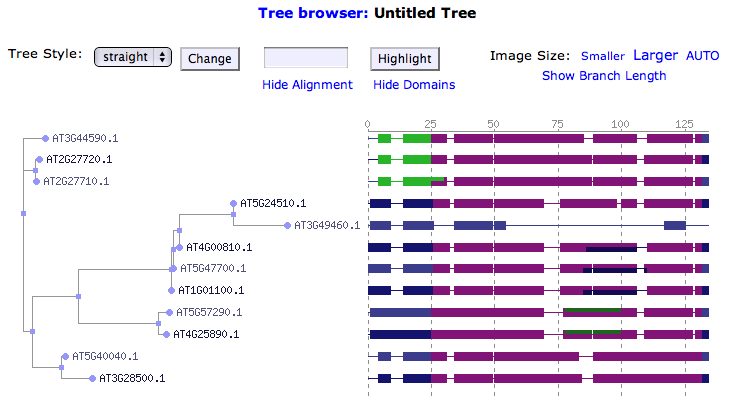 Tree browser: Untitled Tree
Tree Style: straight Change Highlight Image Size: Smaller Larger AUTO
Hide Alignment Hide Domains Show Branch Length
0 25 50 75 100 125
AT3G44590.1
AT2G27720.1
AT2G27710.1
AT5G24510.1
AT3G49460.1
AT4G00810.1
AT5G47700.1
AT1G01100.1
AT5G57290.1
AT4G25890.1
AT5G40040.1
AT3G28500.1